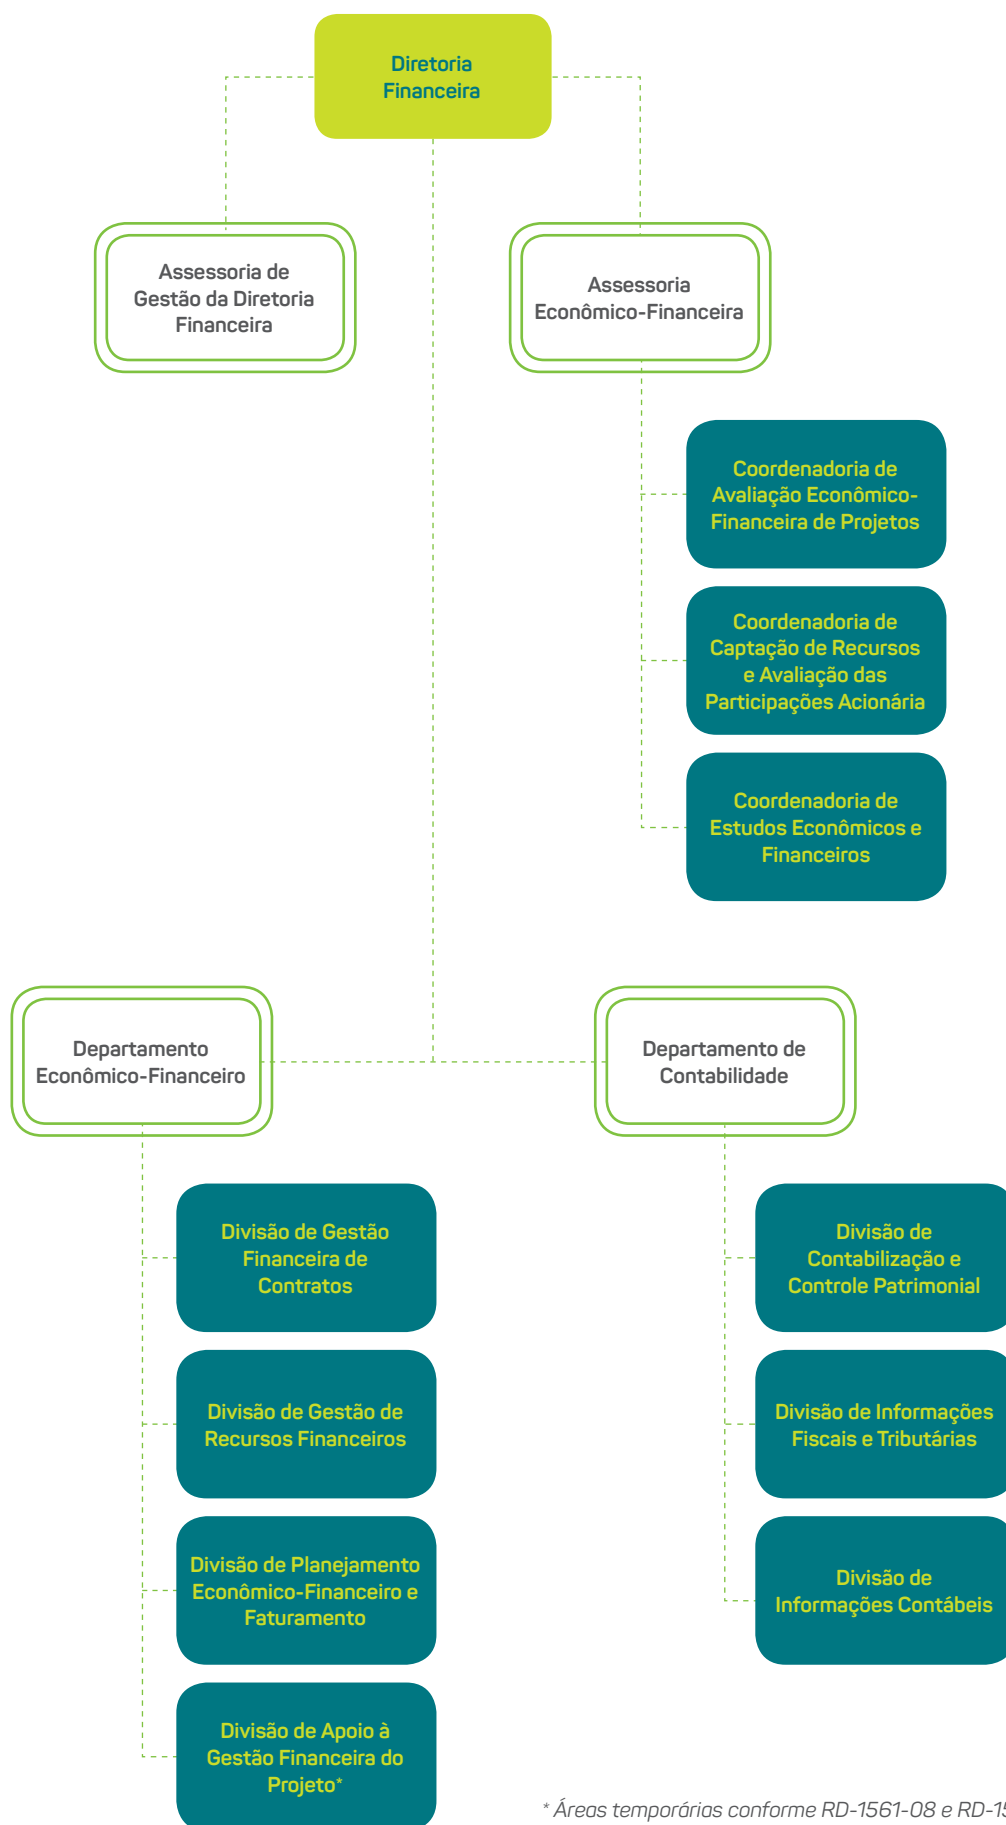 Diretoria
Financeira
Assessoria de
Gestão da Diretoria
Financeira
Assessoria
Econômico-Financeira
Coordenadoria de
Avaliação Econômico-
Financeira de Projetos
Coordenadoria de
Captação de Recursos
e Avaliação das
Participações Acionária
Coordenadoria de
Estudos Econômicos e
Financeiros
Departamento
Econômico-Financeiro
Departamento de
Contabilidade
Divisão de Gestão
Financeira de
Contratos
Divisão de Gestão de
Recursos Financeiros
Divisão de Planejamento
Econômico-Financeiro e
Faturamento
Divisão de Apoio à
Gestão Financeira do
Projeto*
Divisão de
Contabilização e
Controle Patrimonial
Divisão de Informações
Fiscais e Tributárias
Divisão de
Informações Contábeis
* Áreas temporárias conforme RD-1561-08 e